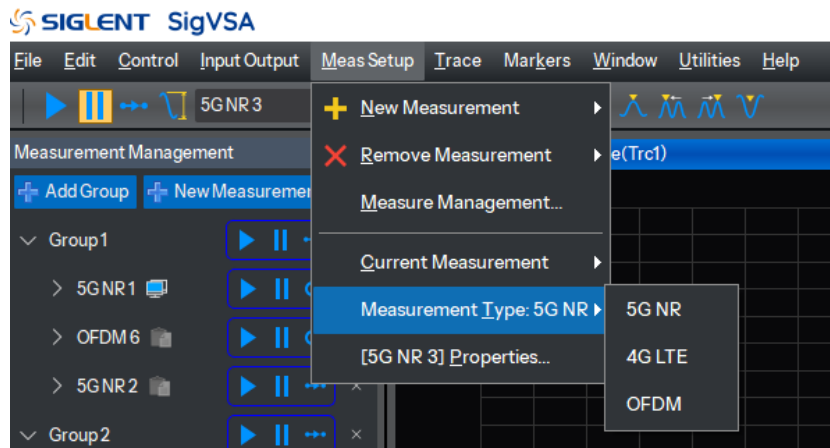 SIGLENT SigVSA
File Edit Control Input Output Meas Setup Trace Markers Window Utilities Help
5G NR 3
New Measurement
Measurement Management
Remove Measurement
e(Trc1)
Add Group
New Measuremen
Measure Management...
Group1
Current Measurement
5G NR 1
Measurement Type: 5G NR
5G NR
OFDM 6
[5G NR 3] Properties...
4G LTE
5G NR 2
OFDM
Group2